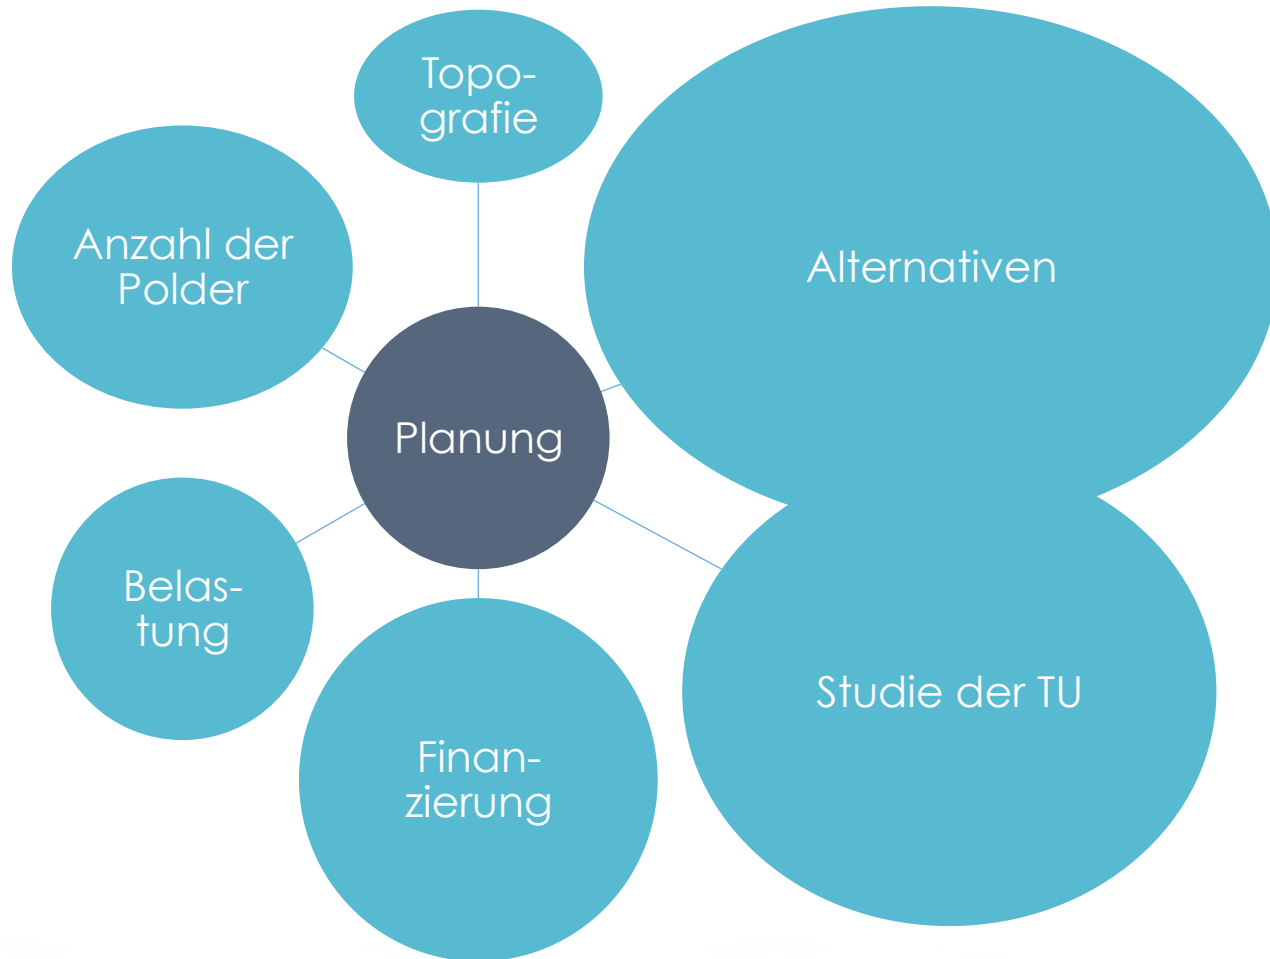 Topo-
grafie
Alternativen
Anzahl der
Polder
Planung
Belas-
tung
Studie der TU
Finan-
zierung